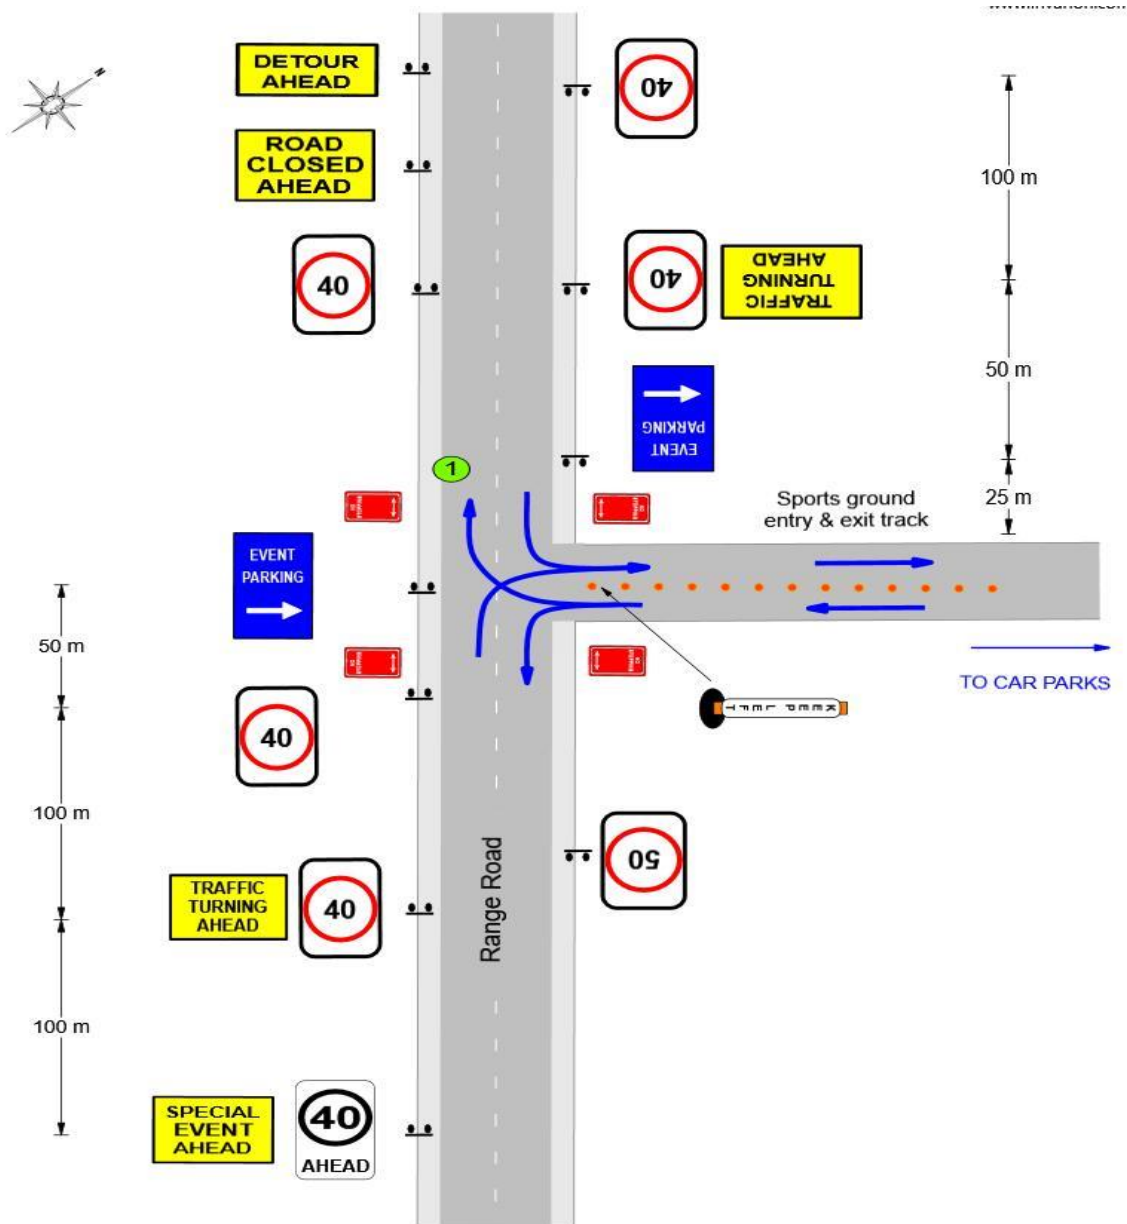 DETOUR
AHEAD
N
40
100 m
ROAD
CLOSED
AHEAD
40
40
TRAFFIC
TURNING
AHEAD
50 m
EVENT
PARKING
1
25 m
Sports ground
entry & exit track
EVENT
PARKING
50 m
TO CAR PARKS
KEEP LEFT
40
100 m
50
Range Road
TRAFFIC
TURNING
AHEAD
40
100 m
SPECIAL
EVENT
AHEAD
40
AHEAD